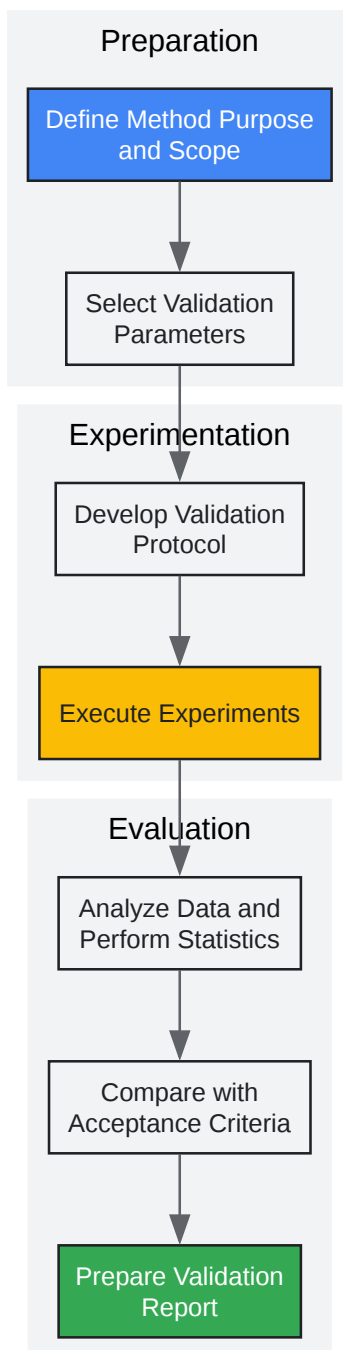 Preparation
Define Method Purpose
and Scope
Select Validation
Parameters
Experimentation
Develop Validation
Protocol
Execute Experiments
Evaluation
Analyze Data and
Perform Statistics
Compare with
Acceptance Criteria
Prepare Validation
Report